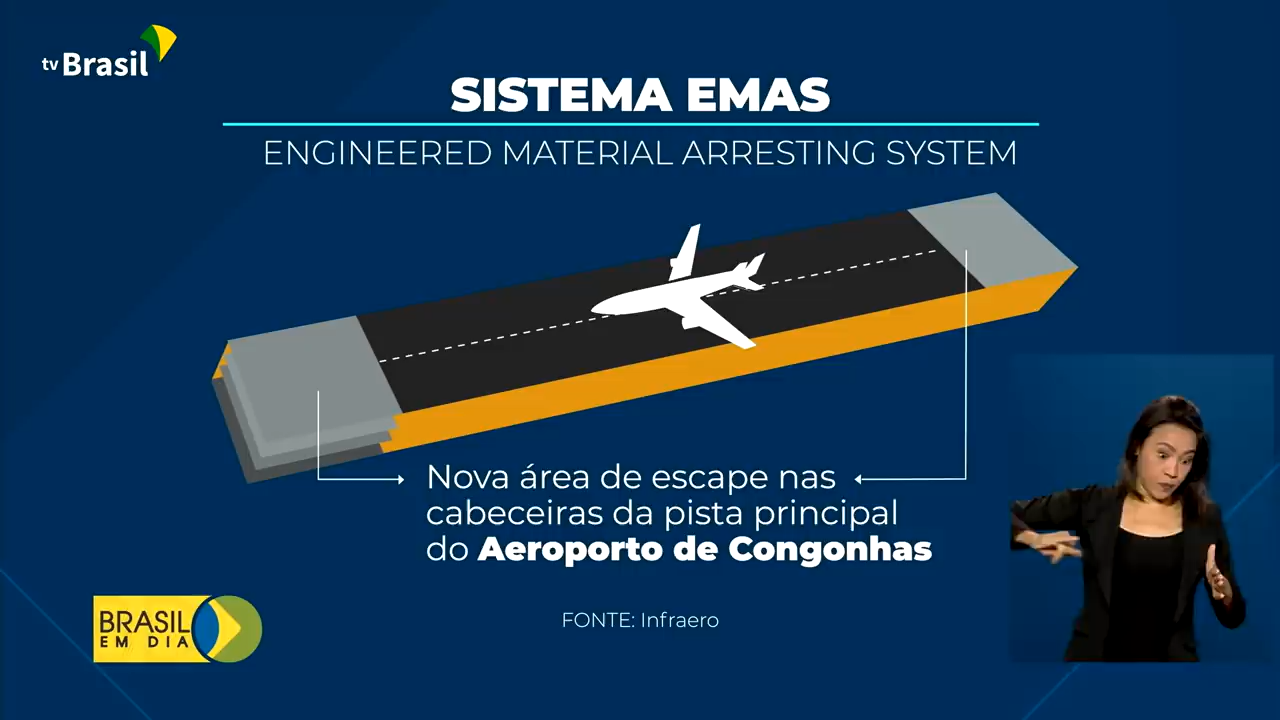 tv Brasil
SISTEMA EMAS
ENGINEERED MATERIAL ARRESTING SYSTEM
Nova área de escape nas
cabeceiras da pista principal
do Aeroporto de Congonhas
FONTE: Infraero
BRASIL
EM DIA